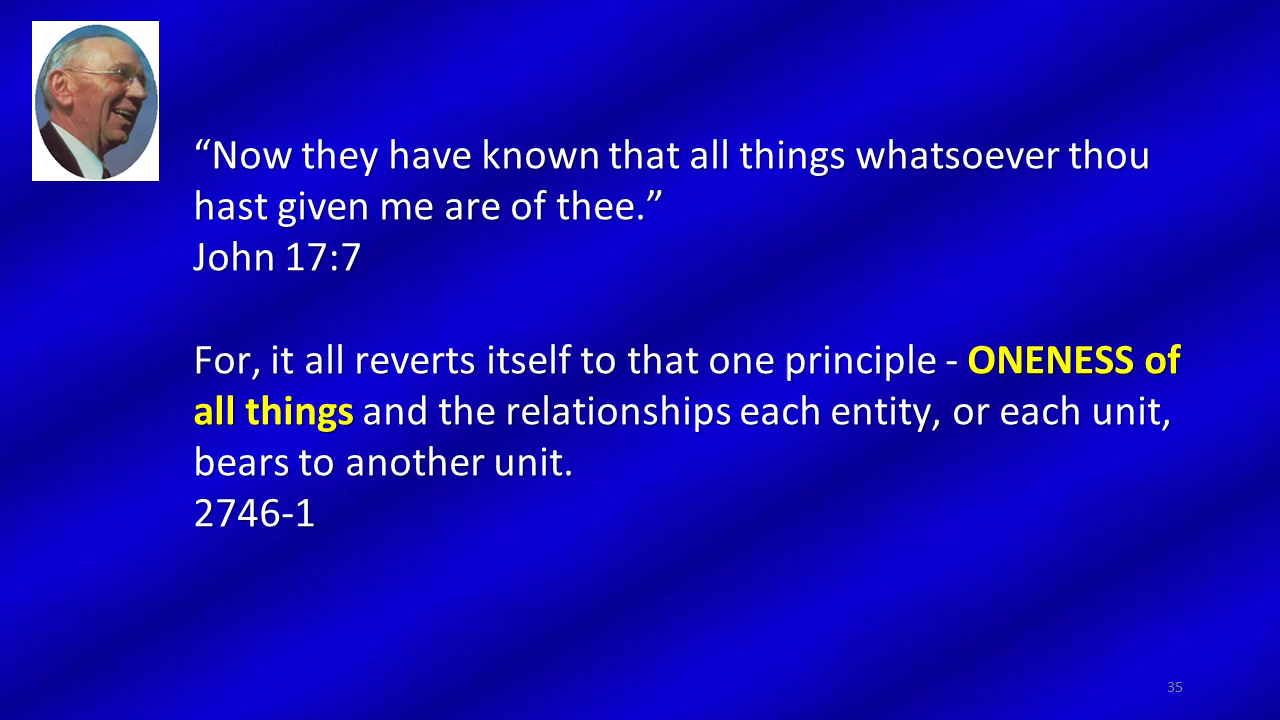 “Now they have known that all things whatsoever thou
hast given me are of thee.”
John 17:7
For, it all reverts itself to that one principle - ONENESS of
all things and the relationships each entity, or each unit,
bears to another unit.
2746-1
35